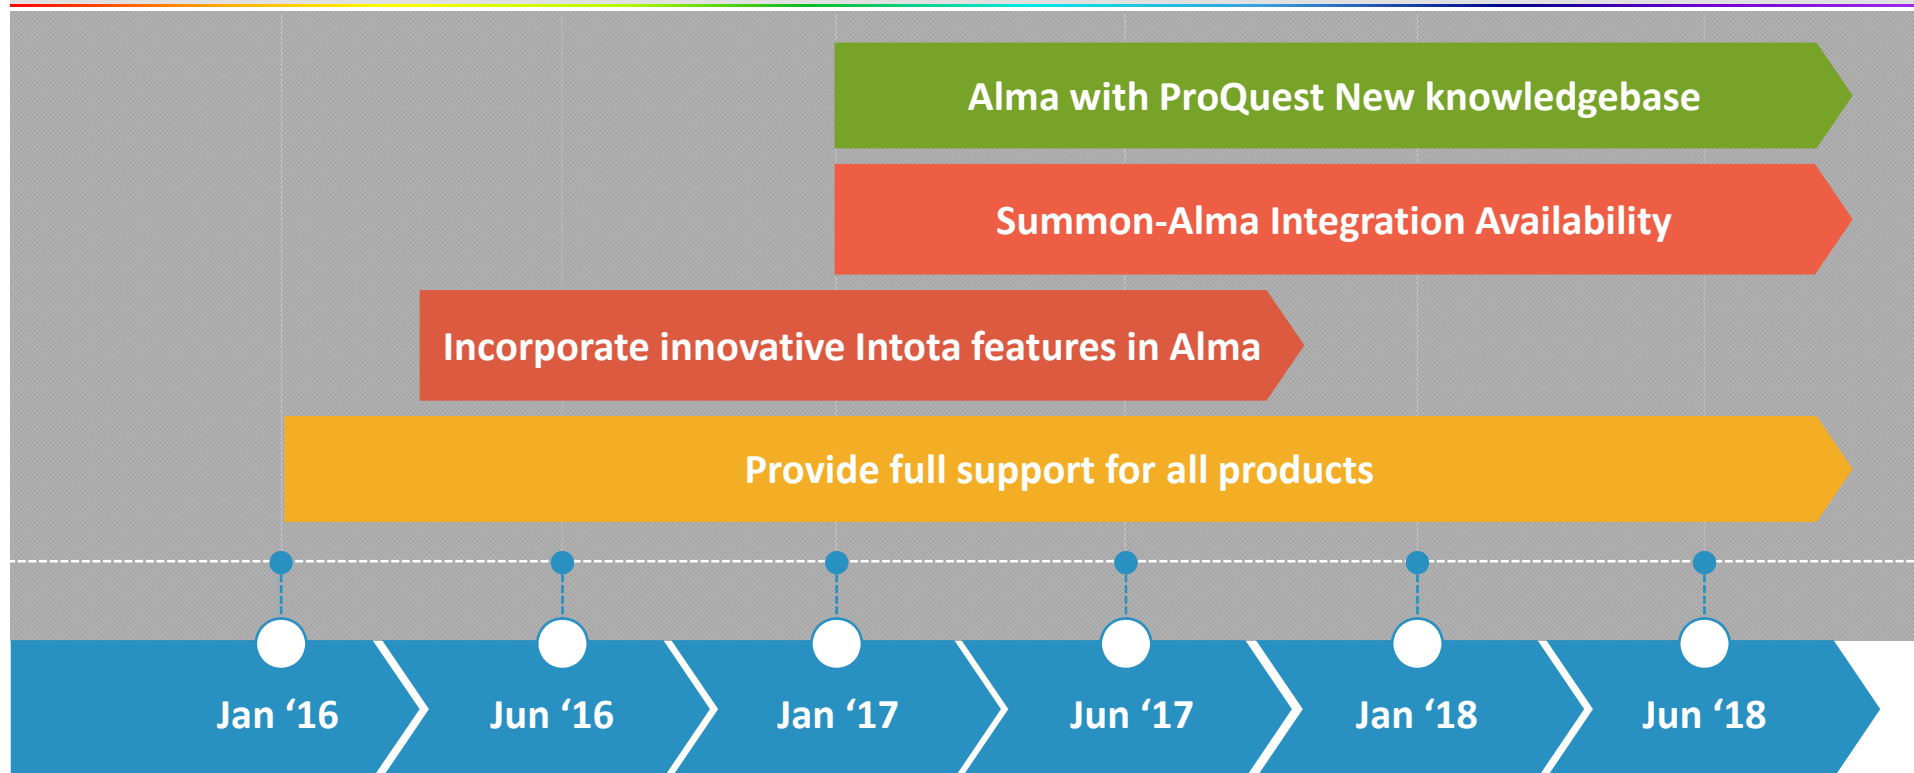 Alma with ProQuest New knowledgebase
Summon-Alma Integration Availability
Incorporate innovative Intota features in Alma
Provide full support for all products
Jan ‘16
Jun ‘16
Jan ‘17
Jun ‘17
Jan ‘18
Jun ‘18